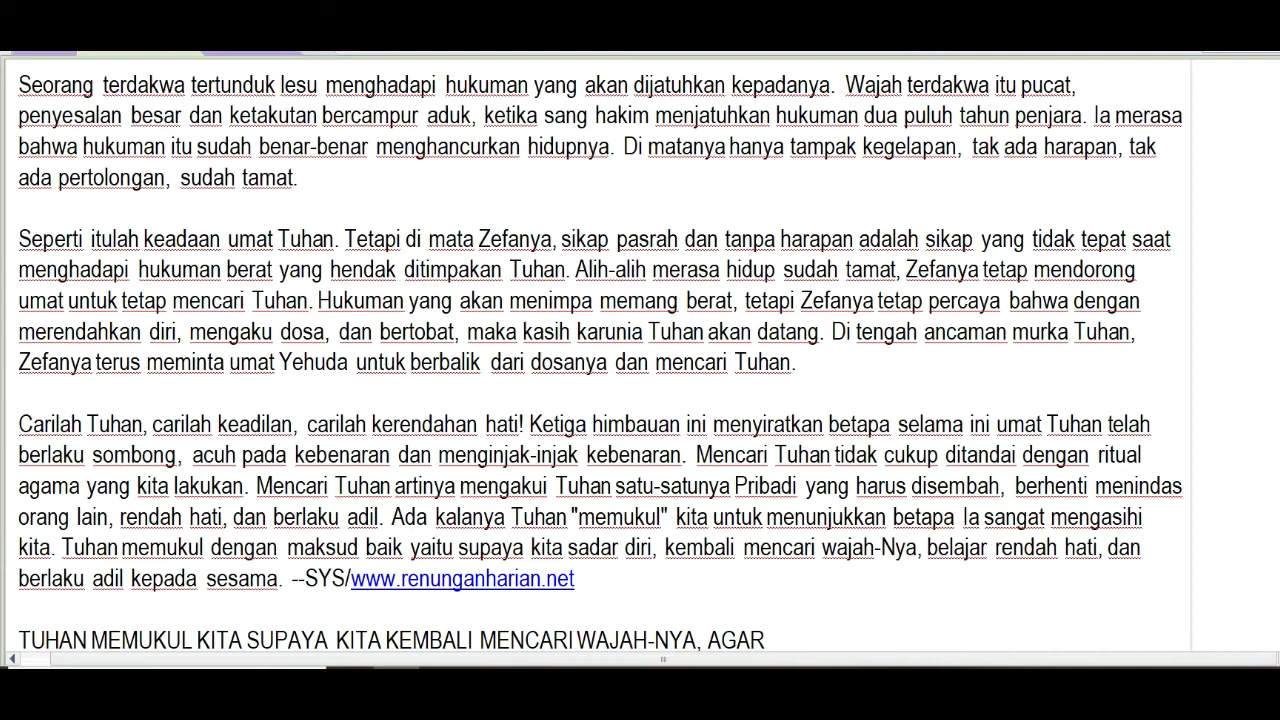 Seorang terdakwa tertunduk lesu menghadapi hukuman yang akan dijatuhkan kepadanya. Wajah terdakwa itu pucat,
penyesalan besar dan ketakutan bercampur aduk, ketika sang hakim menjatuhkan hukuman dua puluh tahun penjara. Ia merasa
bahwa hukuman itu sudah benar-benar menghancurkan hidupnya. Di matanya hanya tampak kegelapan, tak ada harapan, tak
ada pertolongan, sudah tamat.
Seperti itulah keadaan umat Tuhan. Tetapi di mata Zefanya, sikap pasrah dan tanpa harapan adalah sikap yang tidak tepat saat
menghadapi hukuman berat yang hendak ditimpakan Tuhan. Alih-alih merasa hidup sudah tamat, Zefanya tetap mendorong
umat untuk tetap mencari Tuhan. Hukuman yang akan menimpa memang berat, tetapi Zefanya tetap percaya bahwa dengan
merendahkan diri, mengaku dosa, dan bertobat, maka kasih karunia Tuhan akan datang. Di tengah ancaman murka Tuhan,
Zefanya terus meminta umat Yehuda untuk berbalik dari dosanya dan mencari Tuhan.
Carilah Tuhan, carilah keadilan, carilah kerendahan hati! Ketiga himbauan ini menyiratkan betapa selama ini umat Tuhan telah
berlaku sombong, acuh pada kebenaran dan menginjak-injak kebenaran. Mencari Tuhan tidak cukup ditandai dengan ritual
agama yang kita lakukan. Mencari Tuhan artinya mengakui Tuhan satu-satunya Pribadi yang harus disembah, berhenti menindas
orang lain, rendah hati, dan berlaku adil. Ada kalanya Tuhan "memukul" kita untuk menunjukkan betapa Ia sangat mengasihi
kita. Tuhan memukul dengan maksud baik yaitu supaya kita sadar diri, kembali mencari wajah-Nya, belajar rendah hati, dan
berlaku adil kepada sesama. --SYS/www.renunganharian.net
TUHAN MEMUKUL KITA SUPAYA KITA KEMBALI MENCARI WAJAH-NYA, AGAR